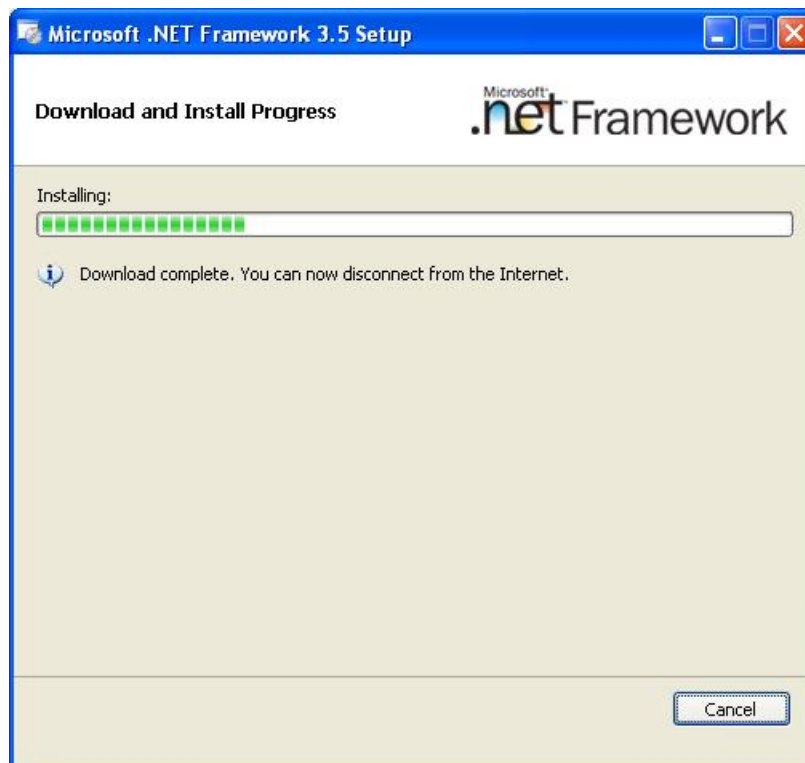 Microsoft .NET Framework 3.5 Setup
Download and Install Progress
Microsoft
.net Framework
Installing:
Download complete. You can now disconnect from the Internet.
Cancel